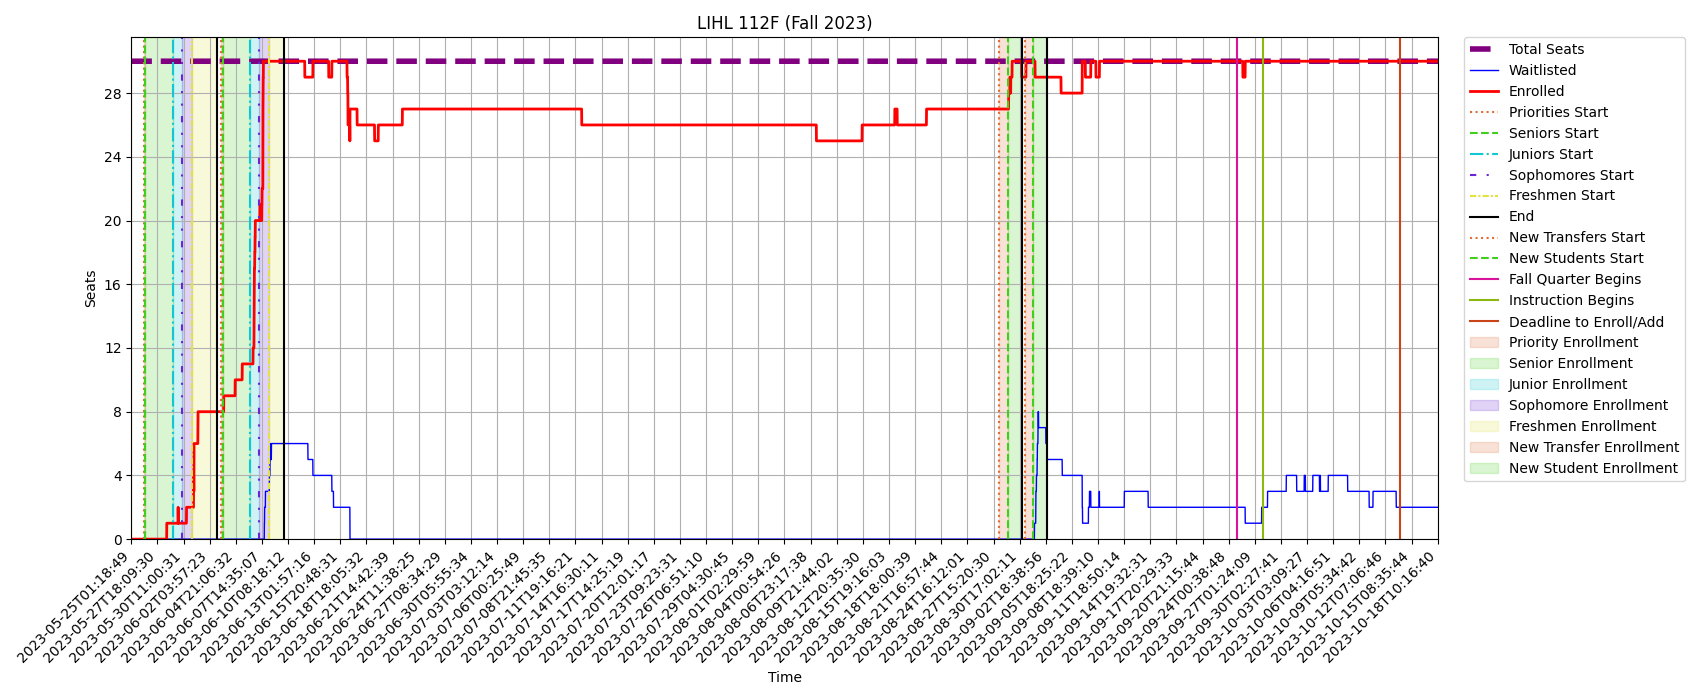 LIHL 112F (Fall 2023)
Total Seats
Waitlisted
Enrolled
Priorities Start
Seniors Start
Juniors Start
Sophomores Start
Freshmen Start
End
New Transfers Start
New Students Start
Fall Quarter Begins
Instruction Begins
Deadline to Enroll/Add
Priority Enrollment
Senior Enrollment
Junior Enrollment
Sophomore Enrollment
Freshmen Enrollment
New Transfer Enrollment
New Student Enrollment
Seats
28
24
20
16
12
8
4
0
2023-05-25T01:18:49
2023-05-27T18:09:30
2023-05-30T11:00:31
2023-06-02T03:57:23
2023-06-04T21:06:32
2023-06-07T14:35:07
2023-06-10T08:18:12
2023-06-13T01:57:16
2023-06-15T20:48:31
2023-06-18T18:05:32
2023-06-21T14:42:39
2023-06-24T11:38:25
2023-06-27T08:34:29
2023-06-30T05:55:34
2023-07-03T03:12:14
2023-07-06T00:25:49
2023-07-08T21:45:35
2023-07-11T19:16:21
2023-07-14T16:30:11
2023-07-17T14:25:19
2023-07-20T12:01:17
2023-07-23T09:23:31
2023-07-26T06:51:10
2023-07-29T04:30:45
2023-08-01T02:29:59
2023-08-04T00:54:26
2023-08-06T23:17:38
2023-08-09T21:44:02
2023-08-12T20:35:30
2023-08-15T19:16:03
2023-08-18T18:00:39
2023-08-21T16:57:44
2023-08-24T16:12:01
2023-08-27T15:20:30
2023-08-30T17:02:11
2023-09-02T18:38:56
2023-09-05T18:25:22
2023-09-08T18:39:10
2023-09-11T18:50:14
2023-09-14T19:32:31
2023-09-17T20:29:33
2023-09-20T21:15:44
2023-09-24T00:38:48
2023-09-27T01:24:09
2023-09-30T02:27:41
2023-10-03T03:09:27
2023-10-06T04:16:51
2023-10-09T05:34:42
2023-10-12T07:06:46
2023-10-15T08:35:44
2023-10-18T10:16:40
Time